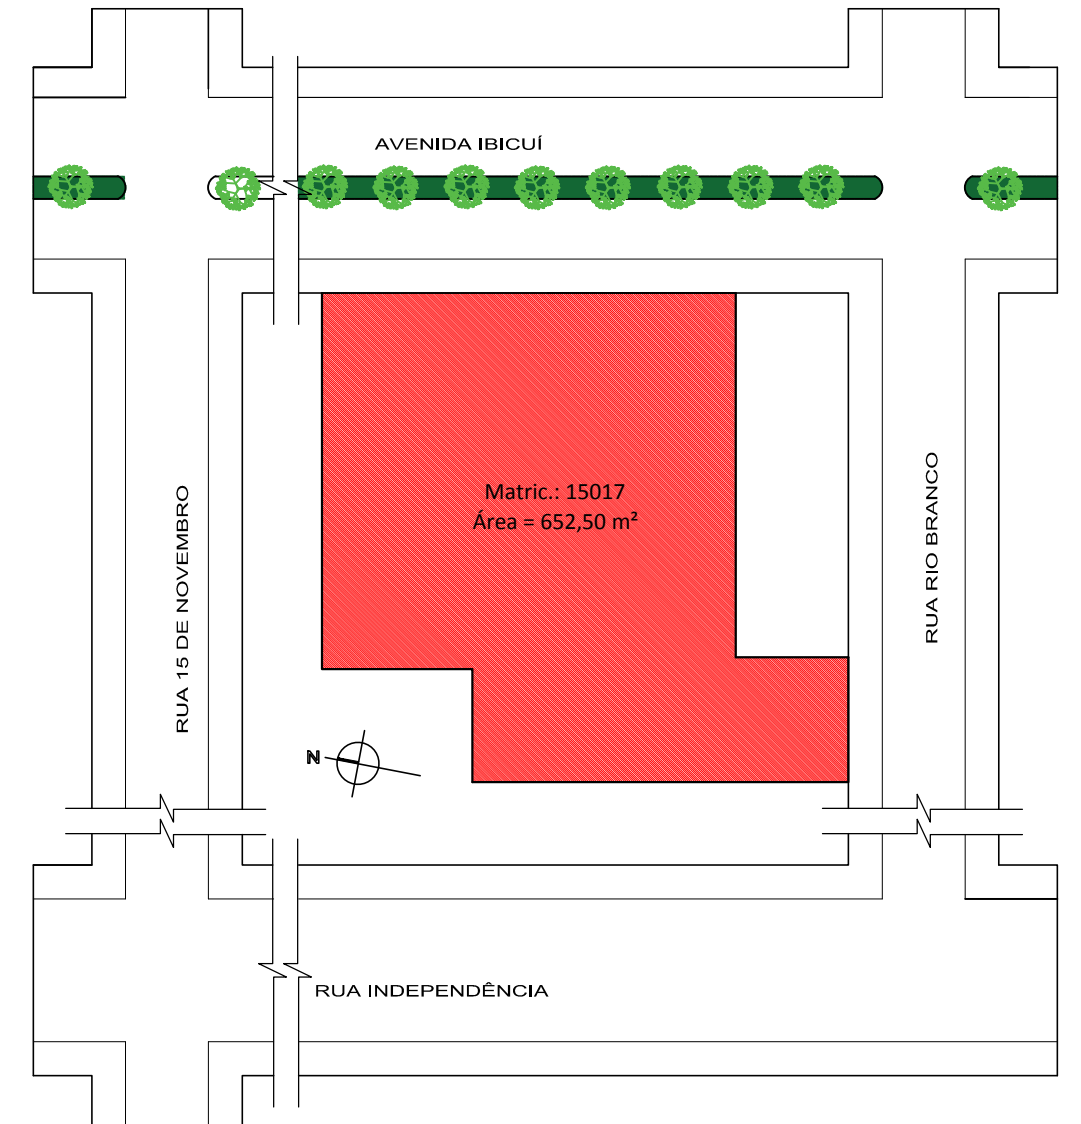 AVENIDA IBICUÍ
Matric.: 15017
Área = 652,50 m²
RUA 15 DE NOVEMBRO
RUA RIO BRANCO
N
RUA INDEPENDÊNCIA